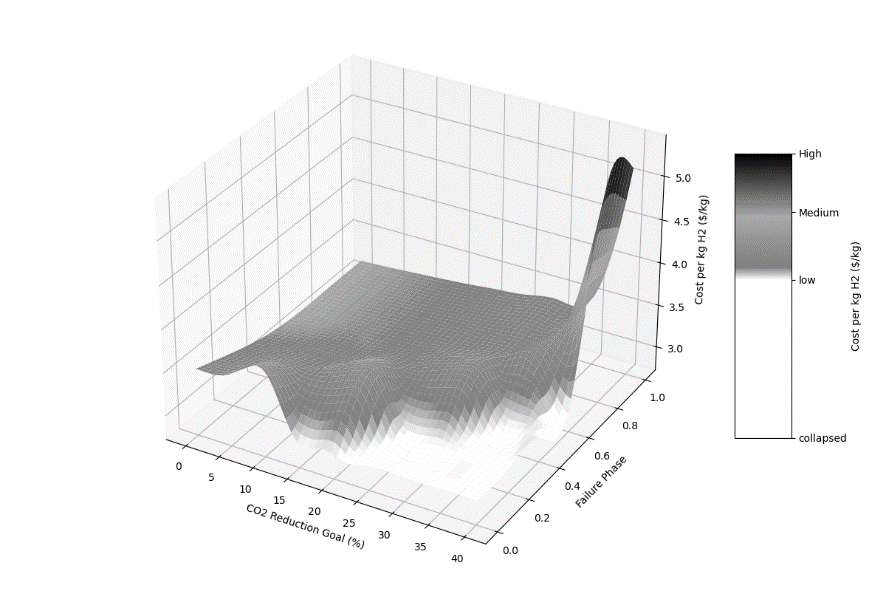 5.0
4.5
4.0
3.5
3.0
Cost per kg H2 ($/kg)
0
5
10
15
20
25
30
35
40
CO2 Reduction Goal (%)
0.0
0.2
0.4
0.6
0.8
1.0
Failure Phase
High
Medium
low
collapsed
Cost per kg H2 ($/kg)